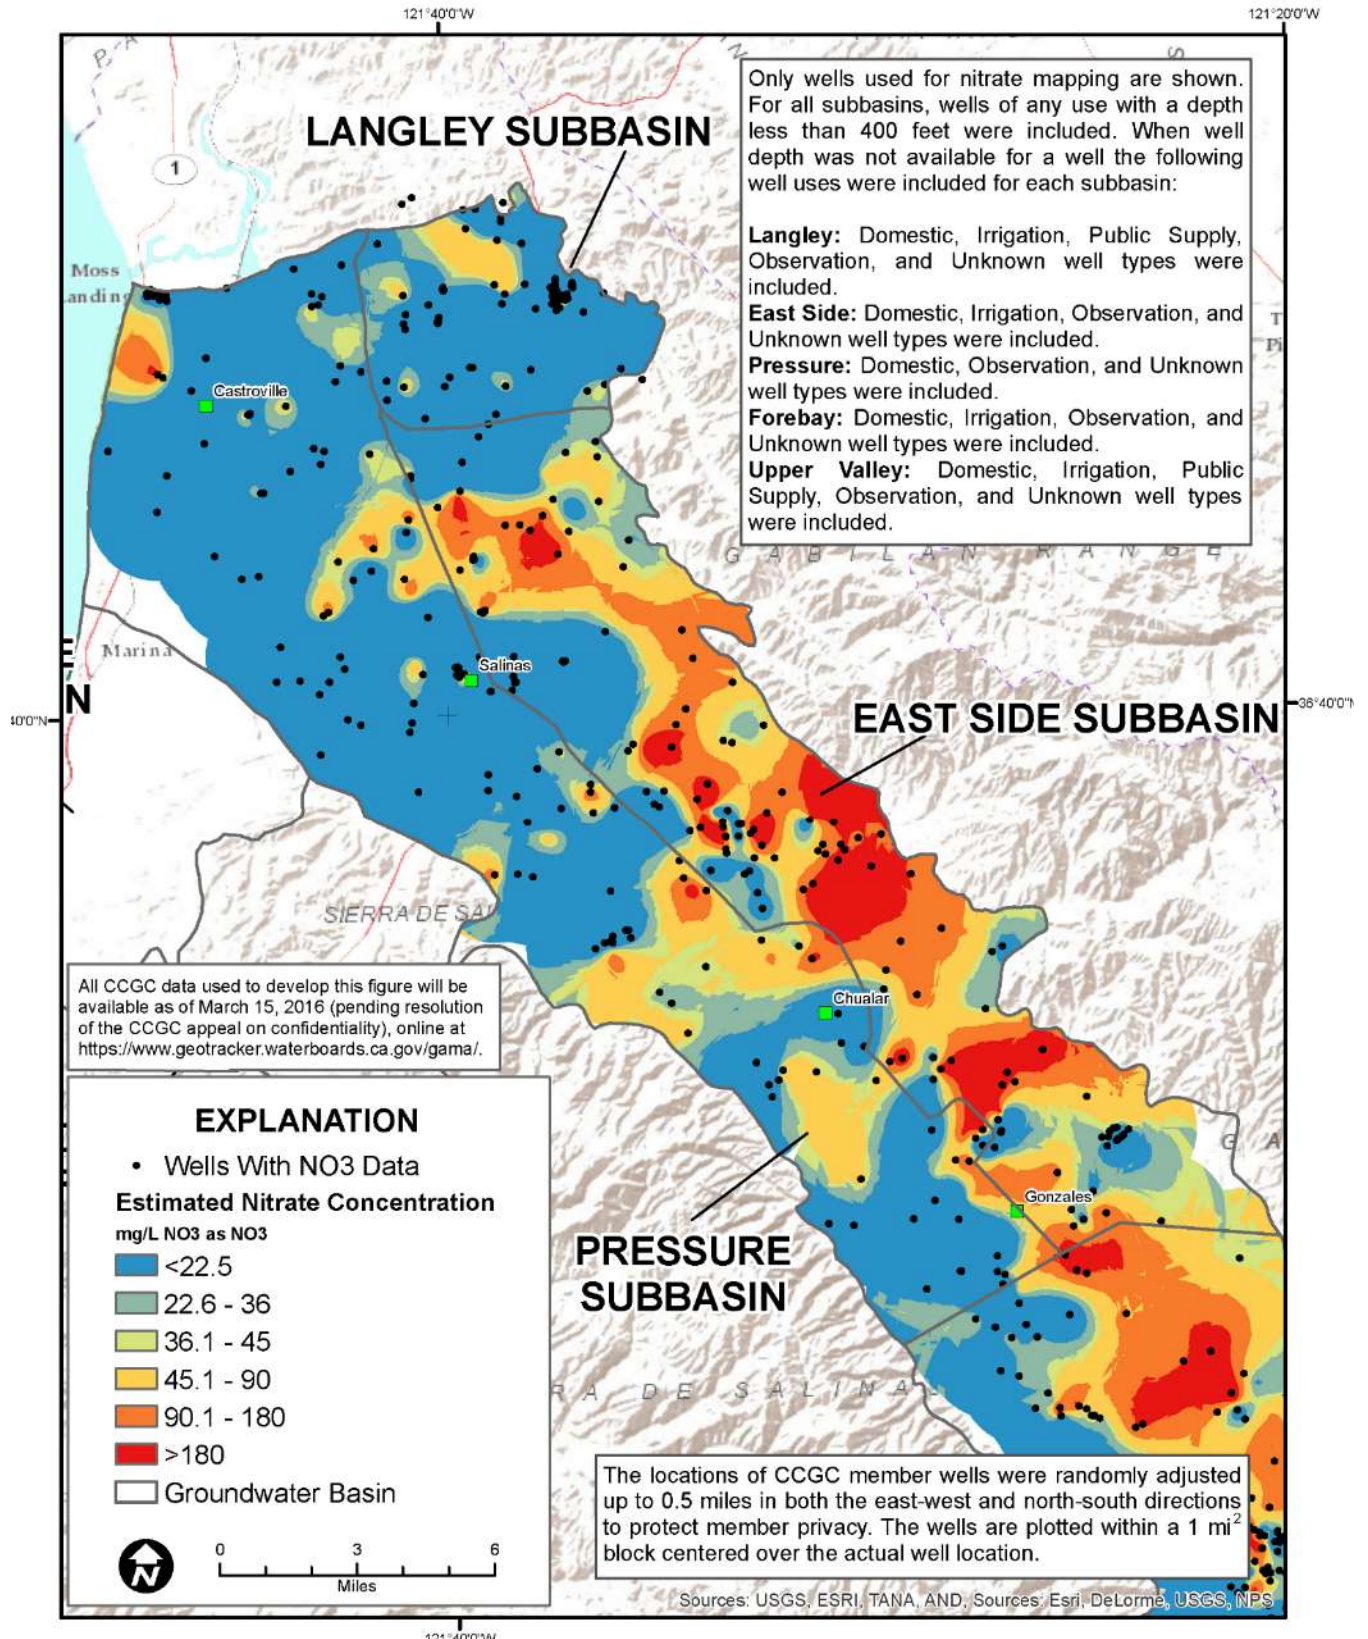 121°40'0"W
121°20'0"W
P A
N
S
Only wells used for nitrate mapping are shown.
For all subbasins, wells of any use with a depth
less than 400 feet were included. When well
depth was not available for a well the following
well uses were included for each subbasin:
Langley: Domestic, Irrigation, Public Supply,
Observation, and Unknown well types were
included.
East Side: Domestic, Irrigation, Observation, and
Unknown well types were included.
Pressure: Domestic, Observation, and Unknown
well types were included.
Forebay: Domestic, Irrigation, Observation, and
Unknown well types were included.
Upper Valley: Domestic, Irrigation, Public
Supply, Observation, and Unknown well types
were included.
LANGLEY SUBBASIN
1
Moss
Landing
T
Pi
Castroville
G A B I L A N R A N G E
Marina
Salinas
N
40'0"N
36°40'0"N
EAST SIDE SUBBASIN
SIERRA DE SAL
All CCGC data used to develop this figure will be
available as of March 15, 2016 (pending resolution
of the CCGC appeal on confidentiality), online at
https://www.geotracker.waterboards.ca.gov/gama/.
Chualar
G A
Gonzales
PRESSURE
SUBBASIN
RA DE SALINA
EXPLANATION
Wells With NO3 Data
Estimated Nitrate Concentration
mg/L NO3 as NO3
<22.5
22.6 - 36
36.1 - 45
45.1 - 90
90.1 - 180
>180
Groundwater Basin
N
0 3 6
Miles
The locations of CCGC member wells were randomly adjusted
up to 0.5 miles in both the east-west and north-south directions
to protect member privacy. The wells are plotted within a 1 mi²
block centered over the actual well location.
Sources: USGS, ESRI, TANA, AND, Sources: Esri, DeLorme, USGS, NPS
121°40'0"W